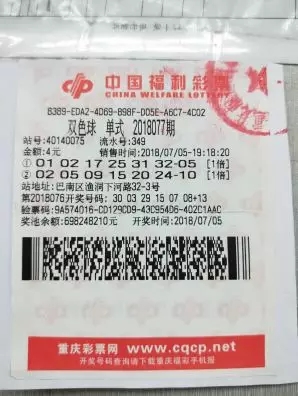 中国福利彩票
CHINA WELFARE LOTTERY
8389-EDA2-4D69-B98F-D05E-A6C7-4CD2
双色球 单式 2018077期
站号:40140075 流水号:349
金额:4元 销售时间:2018/07/05-19:18:20
① 01 02 17 25 31 32-05 [1倍]
② 02 05 09 15 20 24-10 [1倍]
站地址:巴南区渔洞下河路32-3号
第2018076开奖号码:30 03 29 15 07 08+13
验票码:9A574016-CD129CD9-43C954D6-402C1AAC
奖池余额:698248210元 开奖时间:2018/07/05
重庆彩票网 www.cqcp.net
开奖号码查询请下载重庆福彩手机报